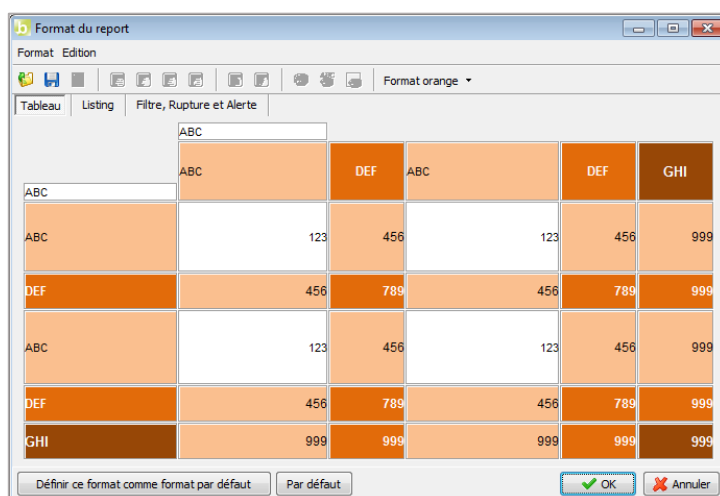 Format du report
Format Edition
Format orange
Tableau Listing Filtre, Rupture et Alerte
ABC
ABC DEF ABC DEF GHI
ABC
ABC 123 456 123 456 999
DEF 456 789 456 789 999
ABC 123 456 123 456 999
DEF 456 789 456 789 999
GHI 999 999 999 999 999
Définir ce format comme format par défaut Par défaut OK Annuler